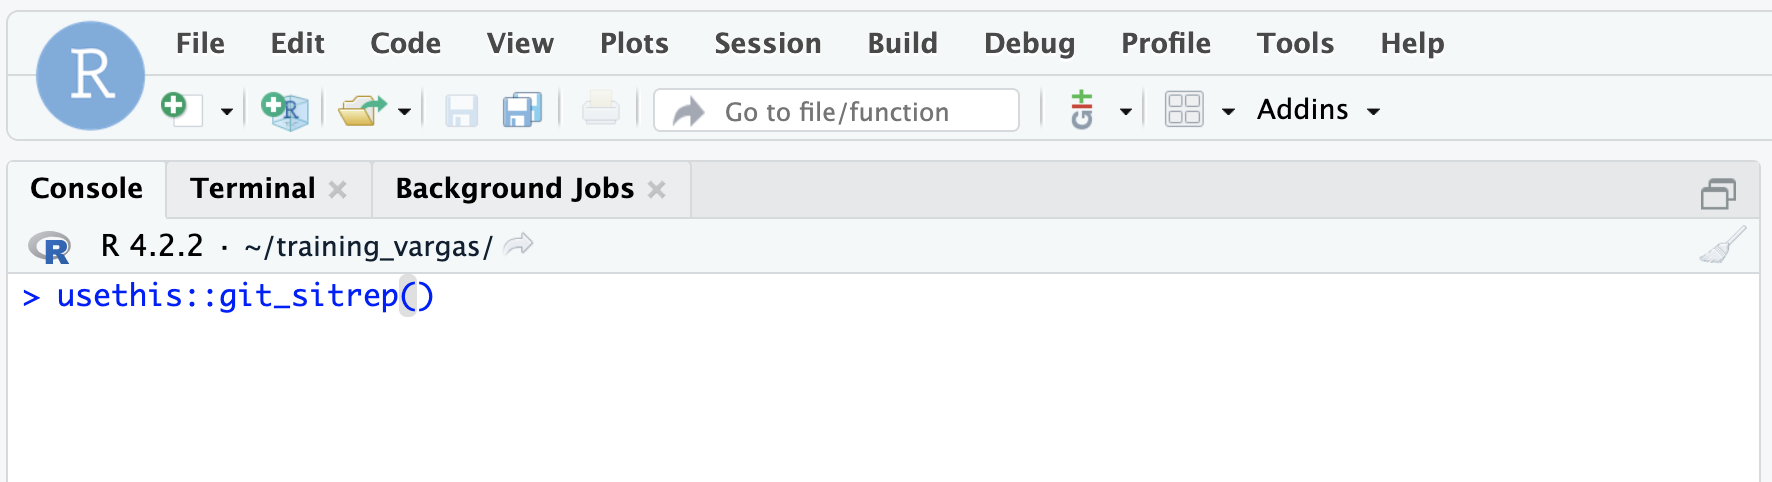 R File Edit Code View Plots Session Build Debug Profile Tools Help
R Go to file/function Git Addins
Console Terminal Background Jobs
R R 4.2.2 · ~/training_vargas/
> usethis::git_sitrep()